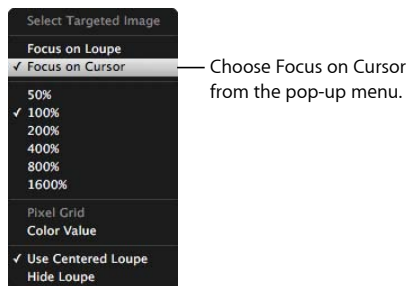 Select Targeted Image
Focus on Loupe
✓ Focus on Cursor
Choose Focus on Cursor
from the pop-up menu.
50%
✓ 100%
200%
400%
800%
1600%
Pixel Grid
Color Value
✓ Use Centered Loupe
Hide Loupe